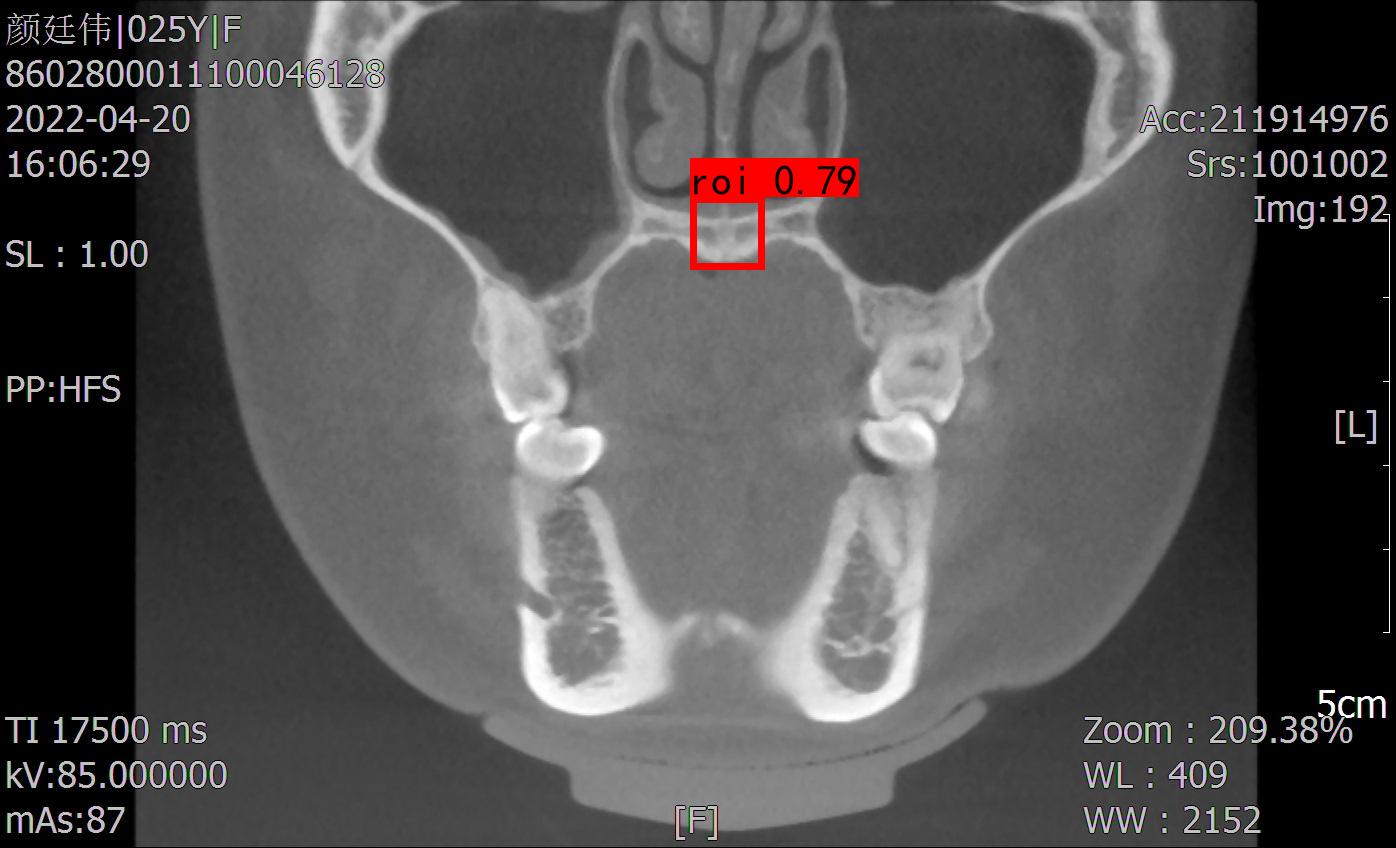 颜廷伟|025Y|F
8602800011100046128
2022-04-20
16:06:29
Acc:211914976
Srs:1001002
Img:192
SL : 1.00
PP:HFS
roi 0.79
[L]
5cm
TI 17500 ms
kV:85.000000
mAs:87
[F]
Zoom : 209.38%
WL : 409
WW : 2152